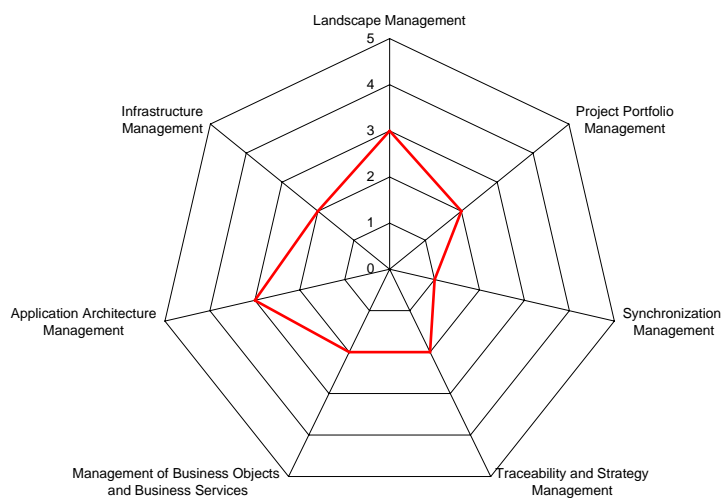 Landscape Management
5
4
3
2
1
0
Project Portfolio
Management
Synchronization
Management
Traceability and Strategy
Management
Management of Business Objects
and Business Services
Application Architecture
Management
Infrastructure
Management